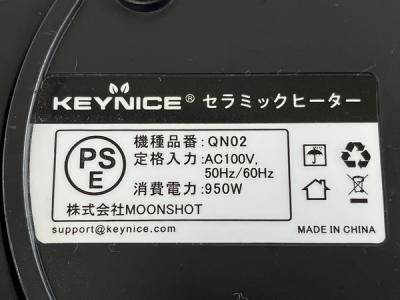 KEYNICE® セラミックヒーター
PS
E
機種品番：QN02
定格入力：AC100V,
50Hz/60Hz
消費電力：950W
株式会社MOONSHOT
support@keynice.com
MADE IN CHINA